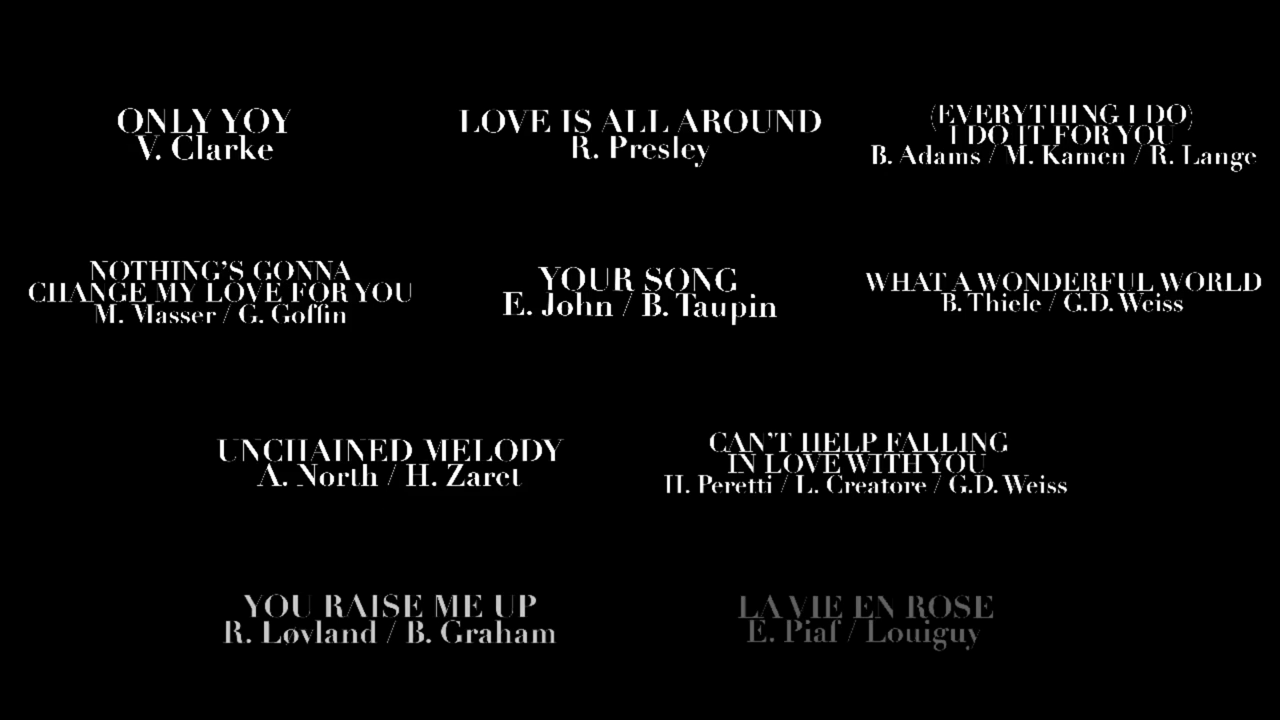 ONLY YOY
V. Clarke
LOVE IS ALL AROUND
R. Presley
(EVERYTHING I DO)
I DO IT FOR YOU
B. Adams / M. Kamen / R. Lange
NOTHING'S GONNA
CHANGE MY LOVE FOR YOU
M. Masser / G. Goffin
YOUR SONG
E. John / B. Taupin
WHAT A WONDERFUL WORLD
B. Thiele / G.D. Weiss
UNCHAINED MELODY
A. North / H. Zaret
CAN'T HELP FALLING
IN LOVE WITH YOU
H. Peretti / L. Creatore / G.D. Weiss
YOU RAISE ME UP
R. Løvland / B. Graham
LA VIE EN ROSE
E. Piaf / Louiguy